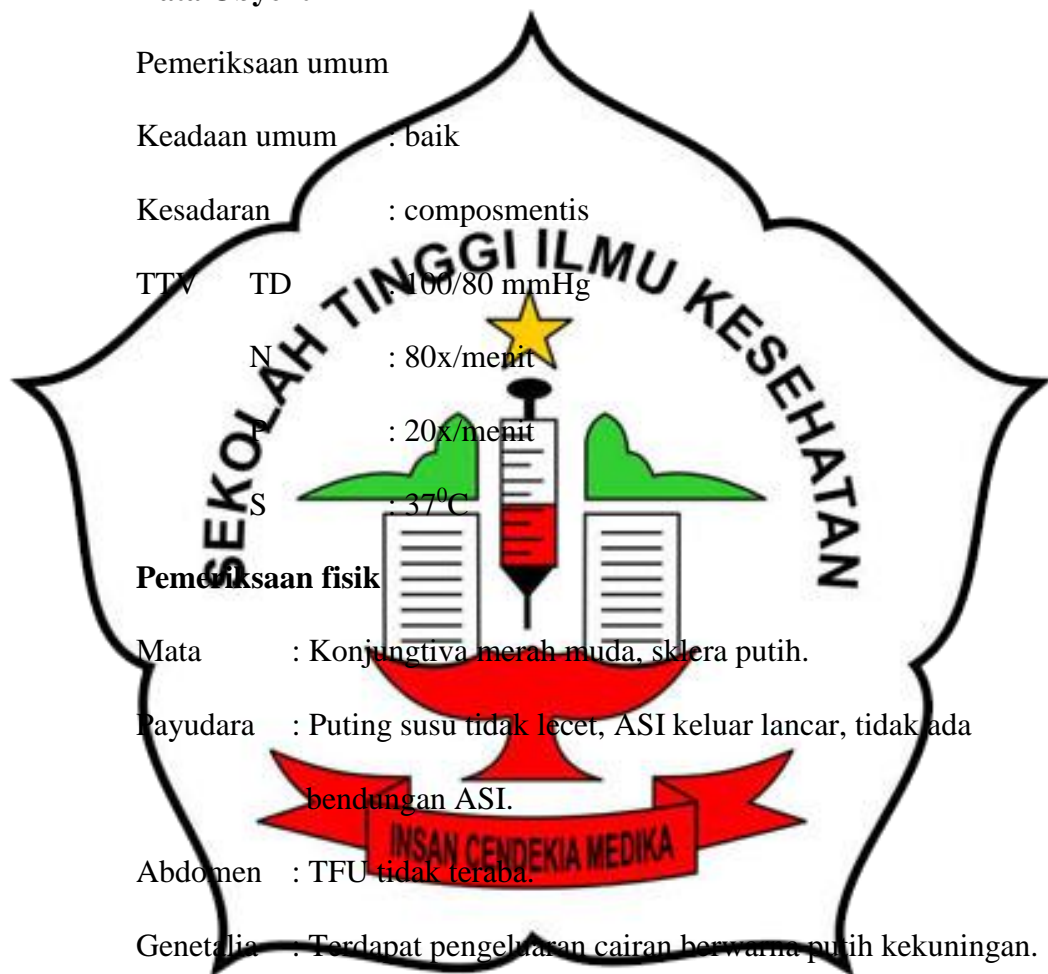 Pemeriksaan umum
Keadaan umum : baik
Kesadaran : composmentis
TTV TD : 100/80 mmHg
N : 80x/menit
P : 20x/menit
S : 37⁰C
Pemeriksaan fisik
Mata : Konjungtiva merah muda, sklera putih.
Payudara : Puting susu tidak lecet, ASI keluar lancar, tidak ada
bendungan ASI.
Abdomen : TFU tidak teraba.
Genetalia : Terdapat pengeluaran cairan berwarna putih kekuningan.
SEKOLAH TINGGI ILMU KESEHATAN
INSAN CENDEKIA MEDIKA